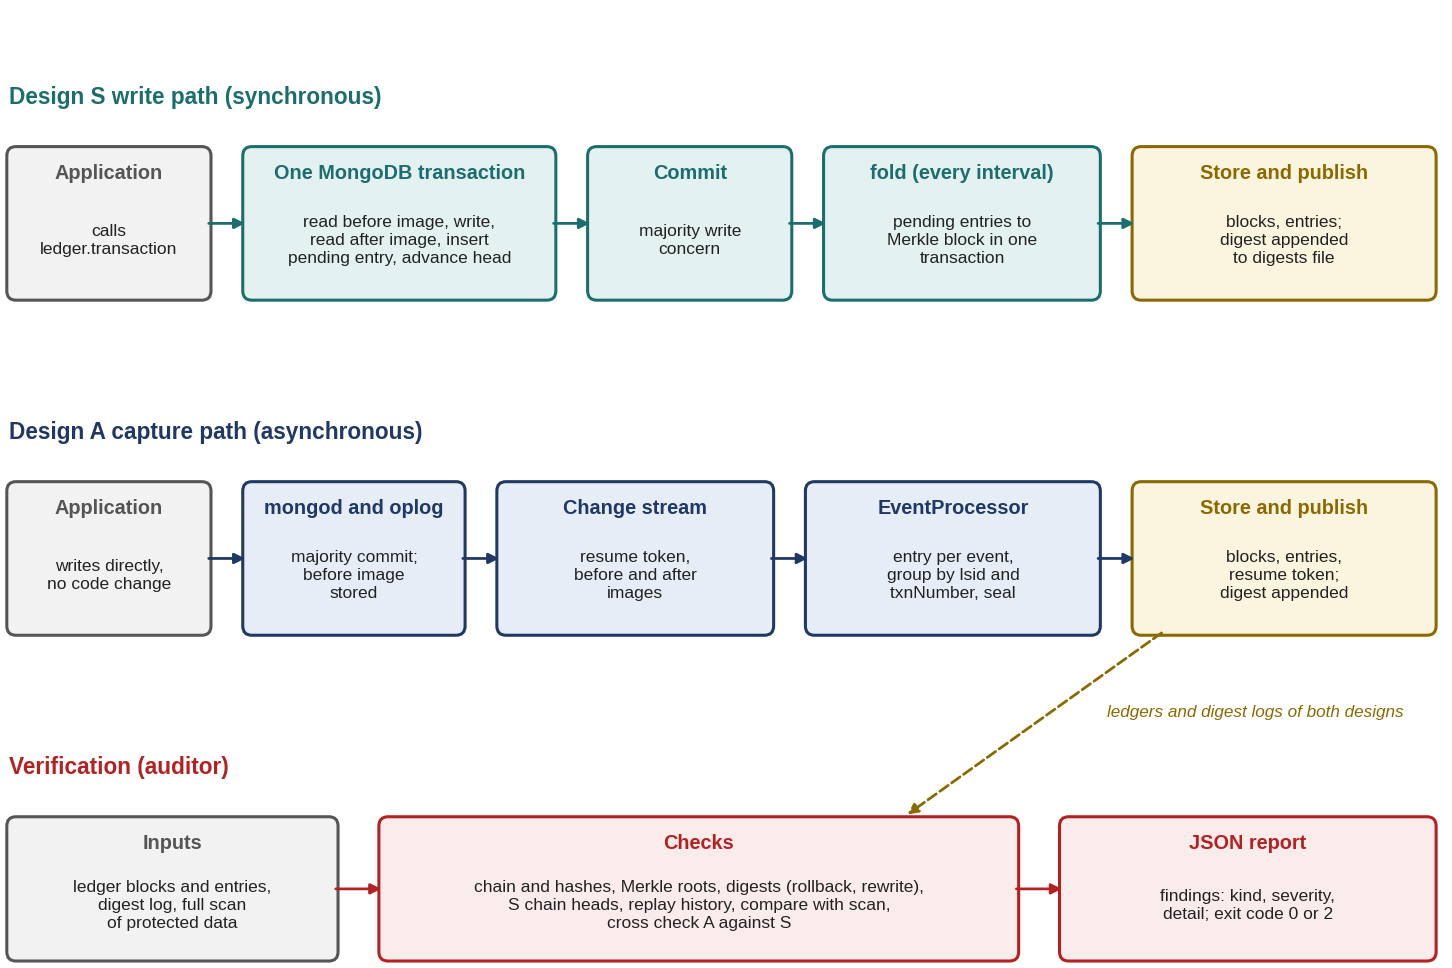 Design S write path (synchronous)
Application
calls
ledger.transaction
One MongoDB transaction
read before image, write,
read after image, insert
pending entry, advance head
Commit
majority write
concern
fold (every interval)
pending entries to
Merkle block in one
transaction
Store and publish
blocks, entries;
digest appended
to digests file
Design A capture path (asynchronous)
Application
writes directly,
no code change
mongod and oplog
majority commit;
before image
stored
Change stream
resume token,
before and after
images
EventProcessor
entry per event,
group by lsid and
txnNumber, seal
Store and publish
blocks, entries,
resume token;
digest appended
ledgers and digest logs of both designs
Verification (auditor)
Inputs
ledger blocks and entries,
digest log, full scan
of protected data
Checks
chain and hashes, Merkle roots, digests (rollback, rewrite),
S chain heads, replay history, compare with scan,
cross check A against S
JSON report
findings: kind, severity,
detail; exit code 0 or 2